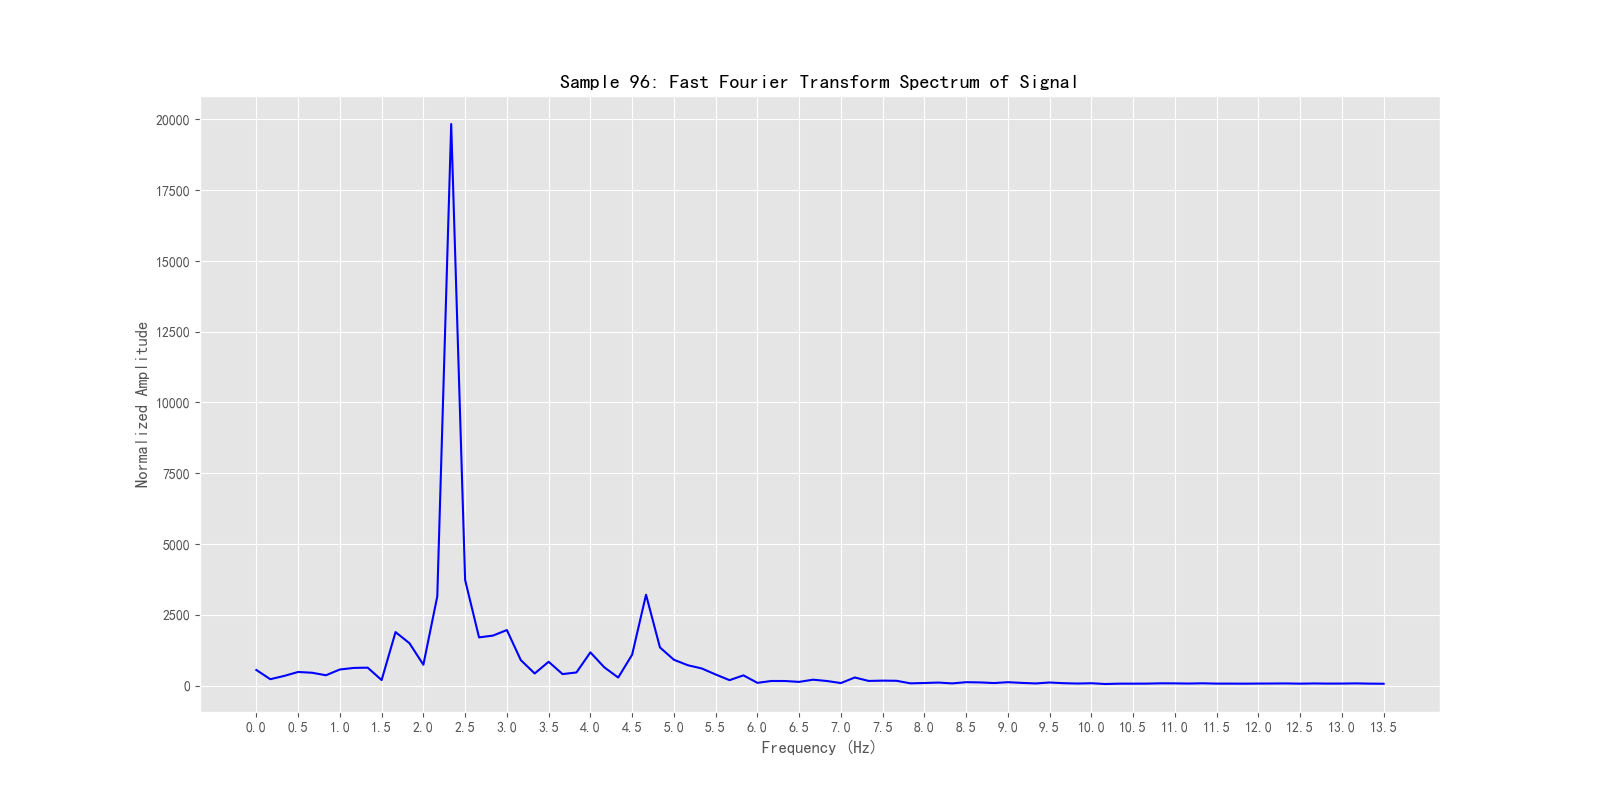 Sample 96: Fast Fourier Transform Spectrum of Signal
20000
17500
15000
12500
10000
7500
5000
2500
0
Normalized Amplitude
0.0 0.5 1.0 1.5 2.0 2.5 3.0 3.5 4.0 4.5 5.0 5.5 6.0 6.5 7.0 7.5 8.0 8.5 9.0 9.5 10.0 10.5 11.0 11.5 12.0 12.5 13.0 13.5
Frequency (Hz)